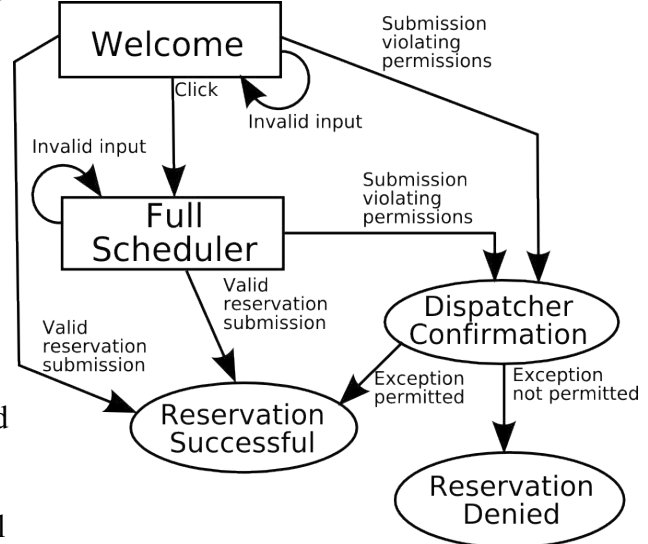 Welcome
Submission
violating
permissions
Click
Invalid input
Invalid input
Full
Scheduler
Submission
violating
permissions
Valid
reservation
submission
Valid
reservation
submission
Dispatcher
Confirmation
Exception
permitted
Exception
not permitted
Reservation
Successful
Reservation
Denied